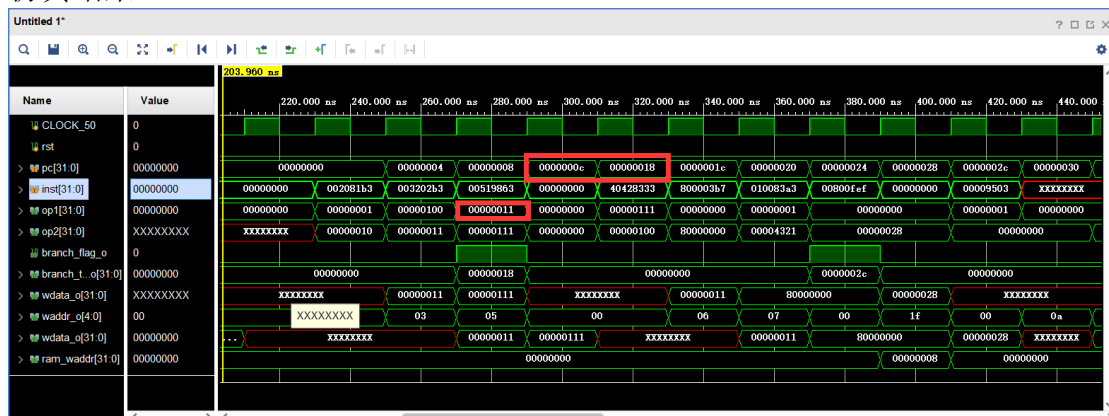 Untitled 1*
203.960 ns
Name Value 220.000 ns 240.000 ns 260.000 ns 280.000 ns 300.000 ns 320. 340.000 ns 360.000 ns 380.000 ns 400.000 ns 420.000 ns 440.000
CLOCK_50 0
rst 0
pc[31:0] 00000000 00000000 00000004 00000008 0000000c 00000018 0000001c 00000020 00000024 00000028 0000002c 00000030
inst[31:0] 00000000 00000000 002081b3 003202b3 00519863 00000000 40428333 800003b7 010083a3 00800fef 00000000 00009503 XXXXXXXX
op1[31:0] 00000000 00000000 00000001 00000100 00000011 00000000 00000111 00000000 00000001 00000000 00000001 00000000
op2[31:0] XXXXXXXX XXXXXXXX 00000010 00000011 00000111 00000000 00000100 80000000 00004321 00000028 00000000
branch_flag_o 0
branch_t...o[31:0] 00000000 00000000 00000018 00000000 0000002c 00000000
wdata_o[31:0] XXXXXXXX XXXXXXXX 00000011 00000111 XXXXXXXX 00000011 80000000 00000028 XXXXXXXX
waddr_o[4:0] 00 XXXXXXXX 03 05 00 06 07 00 1f 00 0a
wdata_o[31:0] 00000000 ... XXXXXXXX 00000011 00000111 XXXXXXXX 00000011 80000000 00000028 XXXXXXXX
ram_waddr[31:0] 00000000 00000000 00000008 00000000